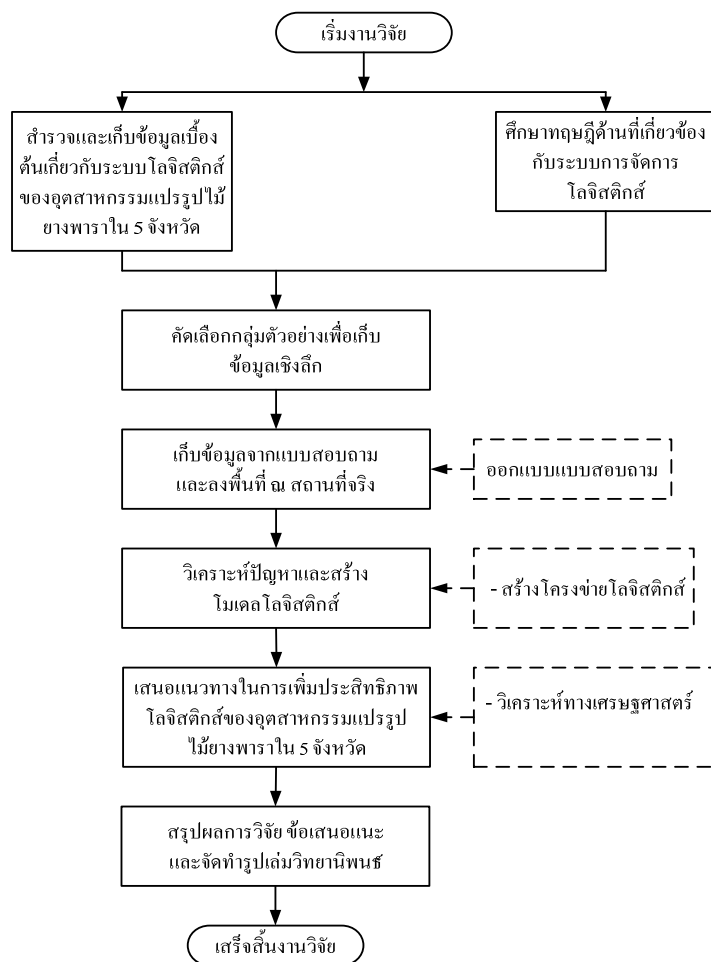 เริ่มงานวิจัย
สำรวจและเก็บข้อมูลเบื้อง
ต้นเกี่ยวกับระบบโลจิสติกส์
ของอุตสาหกรรมแปรรูปไม้
ยางพาราใน 5 จังหวัด
ศึกษาทฤษฎีด้านที่เกี่ยวข้อง
กับระบบการจัดการ
โลจิสติกส์
คัดเลือกกลุ่มตัวอย่างเพื่อเก็บ
ข้อมูลเชิงลึก
เก็บข้อมูลจากแบบสอบถาม
และลงพื้นที่ ณ สถานที่จริง
ออกแบบแบบสอบถาม
วิเคราะห์ปัญหาและสร้าง
โมเดลโลจิสติกส์
- สร้างโครงข่ายโลจิสติกส์
เสนอแนวทางในการเพิ่มประสิทธิภาพ
โลจิสติกส์ของอุตสาหกรรมแปรรูป
ไม้ยางพาราใน 5 จังหวัด
- วิเคราะห์ทางเศรษฐศาสตร์
สรุปผลการวิจัย ข้อเสนอแนะ
และจัดทำรูปเล่มวิทยานิพนธ์
เสร็จสิ้นงานวิจัย